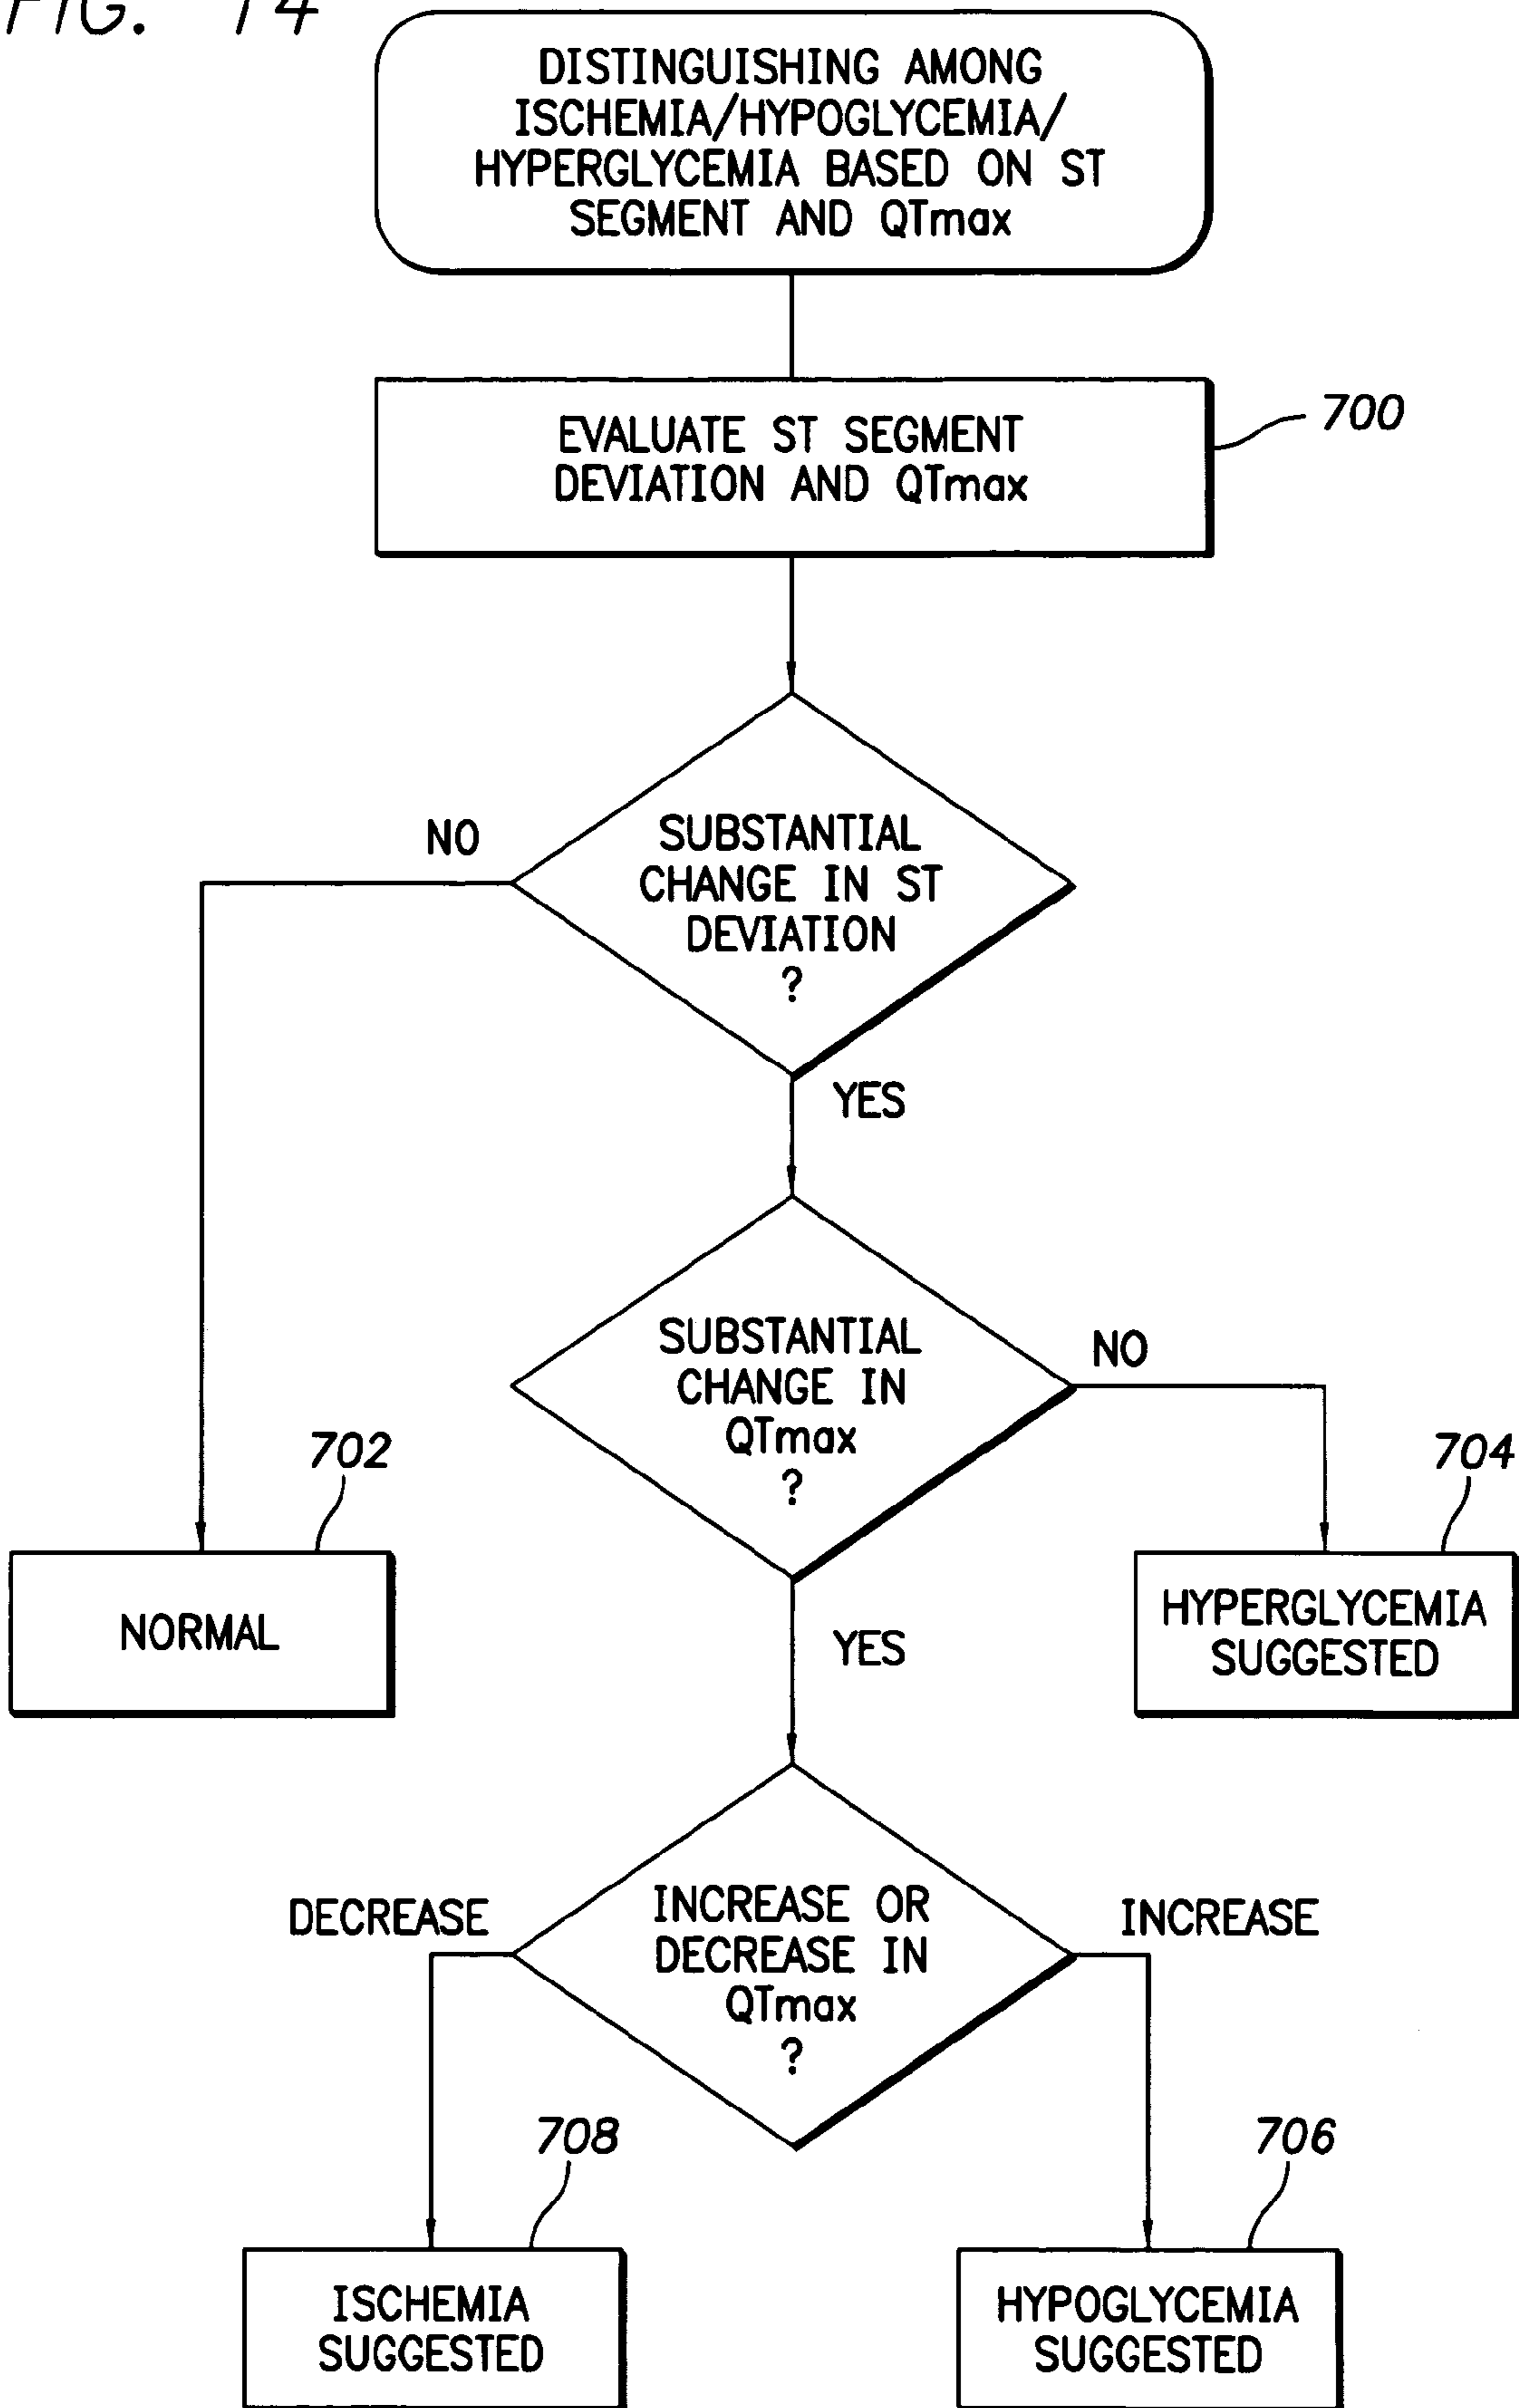 FIG. 14
DISTINGUISHING AMONG
ISCHEMIA/HYPOGLYCEMIA/
HYPERGLYCEMIA BASED ON ST
SEGMENT AND QTmax
EVALUATE ST SEGMENT
DEVIATION AND QTmax
700
NO
SUBSTANTIAL
CHANGE IN ST
DEVIATION
?
YES
SUBSTANTIAL
CHANGE IN
QTmax
?
NO
702
704
NORMAL
HYPERGLYCEMIA
SUGGESTED
YES
DECREASE
INCREASE OR
DECREASE IN
QTmax
?
INCREASE
708
706
ISCHEMIA
SUGGESTED
HYPOGLYCEMIA
SUGGESTED